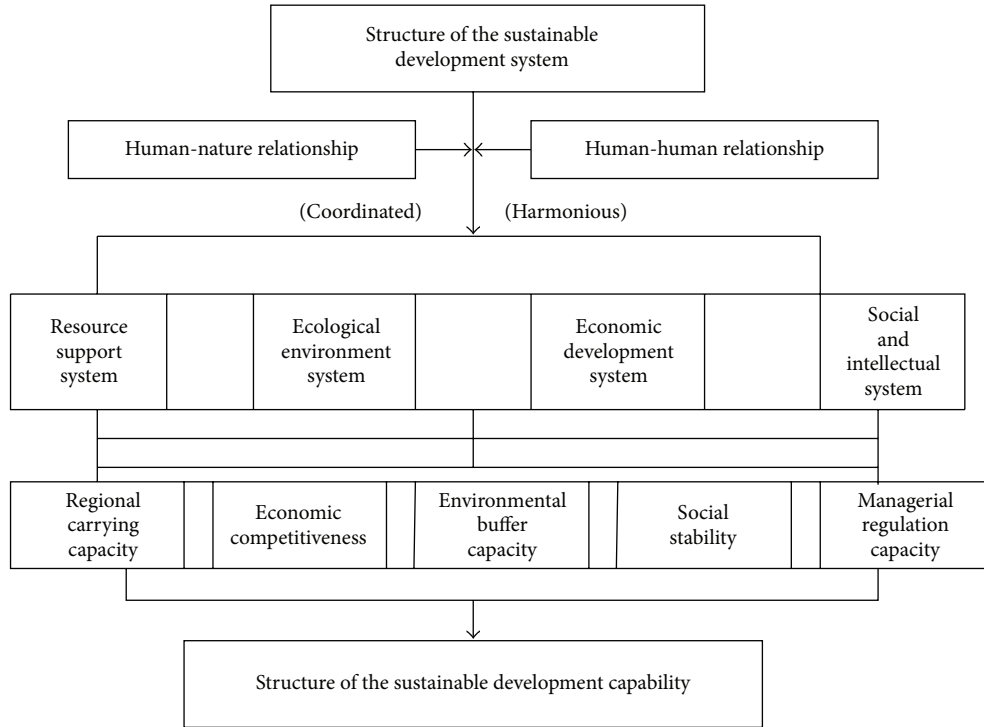 Structure of the sustainable
development system
Human-nature relationship
Human-human relationship
(Coordinated)
(Harmonious)
Resource
support
system
Ecological
environment
system
Economic
development
system
Social
and
intellectual
system
Regional
carrying
capacity
Economic
competitiveness
Environmental
buffer
capacity
Social
stability
Managerial
regulation
capacity
Structure of the sustainable development capability